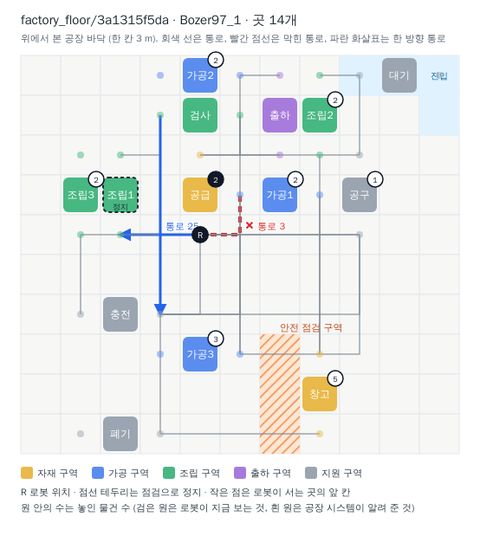 factory_floor/3a1315f5da · Bozer97_1 · 곳 14개
위에서 본 공장 바닥 (한 칸 3 m). 회색 선은 통로, 빨간 점선은 막힌 통로, 파란 화살표는 한 방향 통로
2
가공2
대기
검사
출하
2
조립2
2
조립3
조립1
정지
2
공급
2
가공1
1
공구
통로 25
R
✕ 통로 3
충전
안전 점검 구역
3
가공3
5
창고
폐기
자재 구역
가공 구역
조립 구역
출하 구역
지원 구역
R 로봇 위치 · 점선 테두리는 점검으로 정지 · 작은 점은 로봇이 서는 곳의 앞 칸
원 안의 수는 놓인 물건 수 (검은 원은 로봇이 지금 보는 것, 흰 원은 공장 시스템이 알려 준 것)